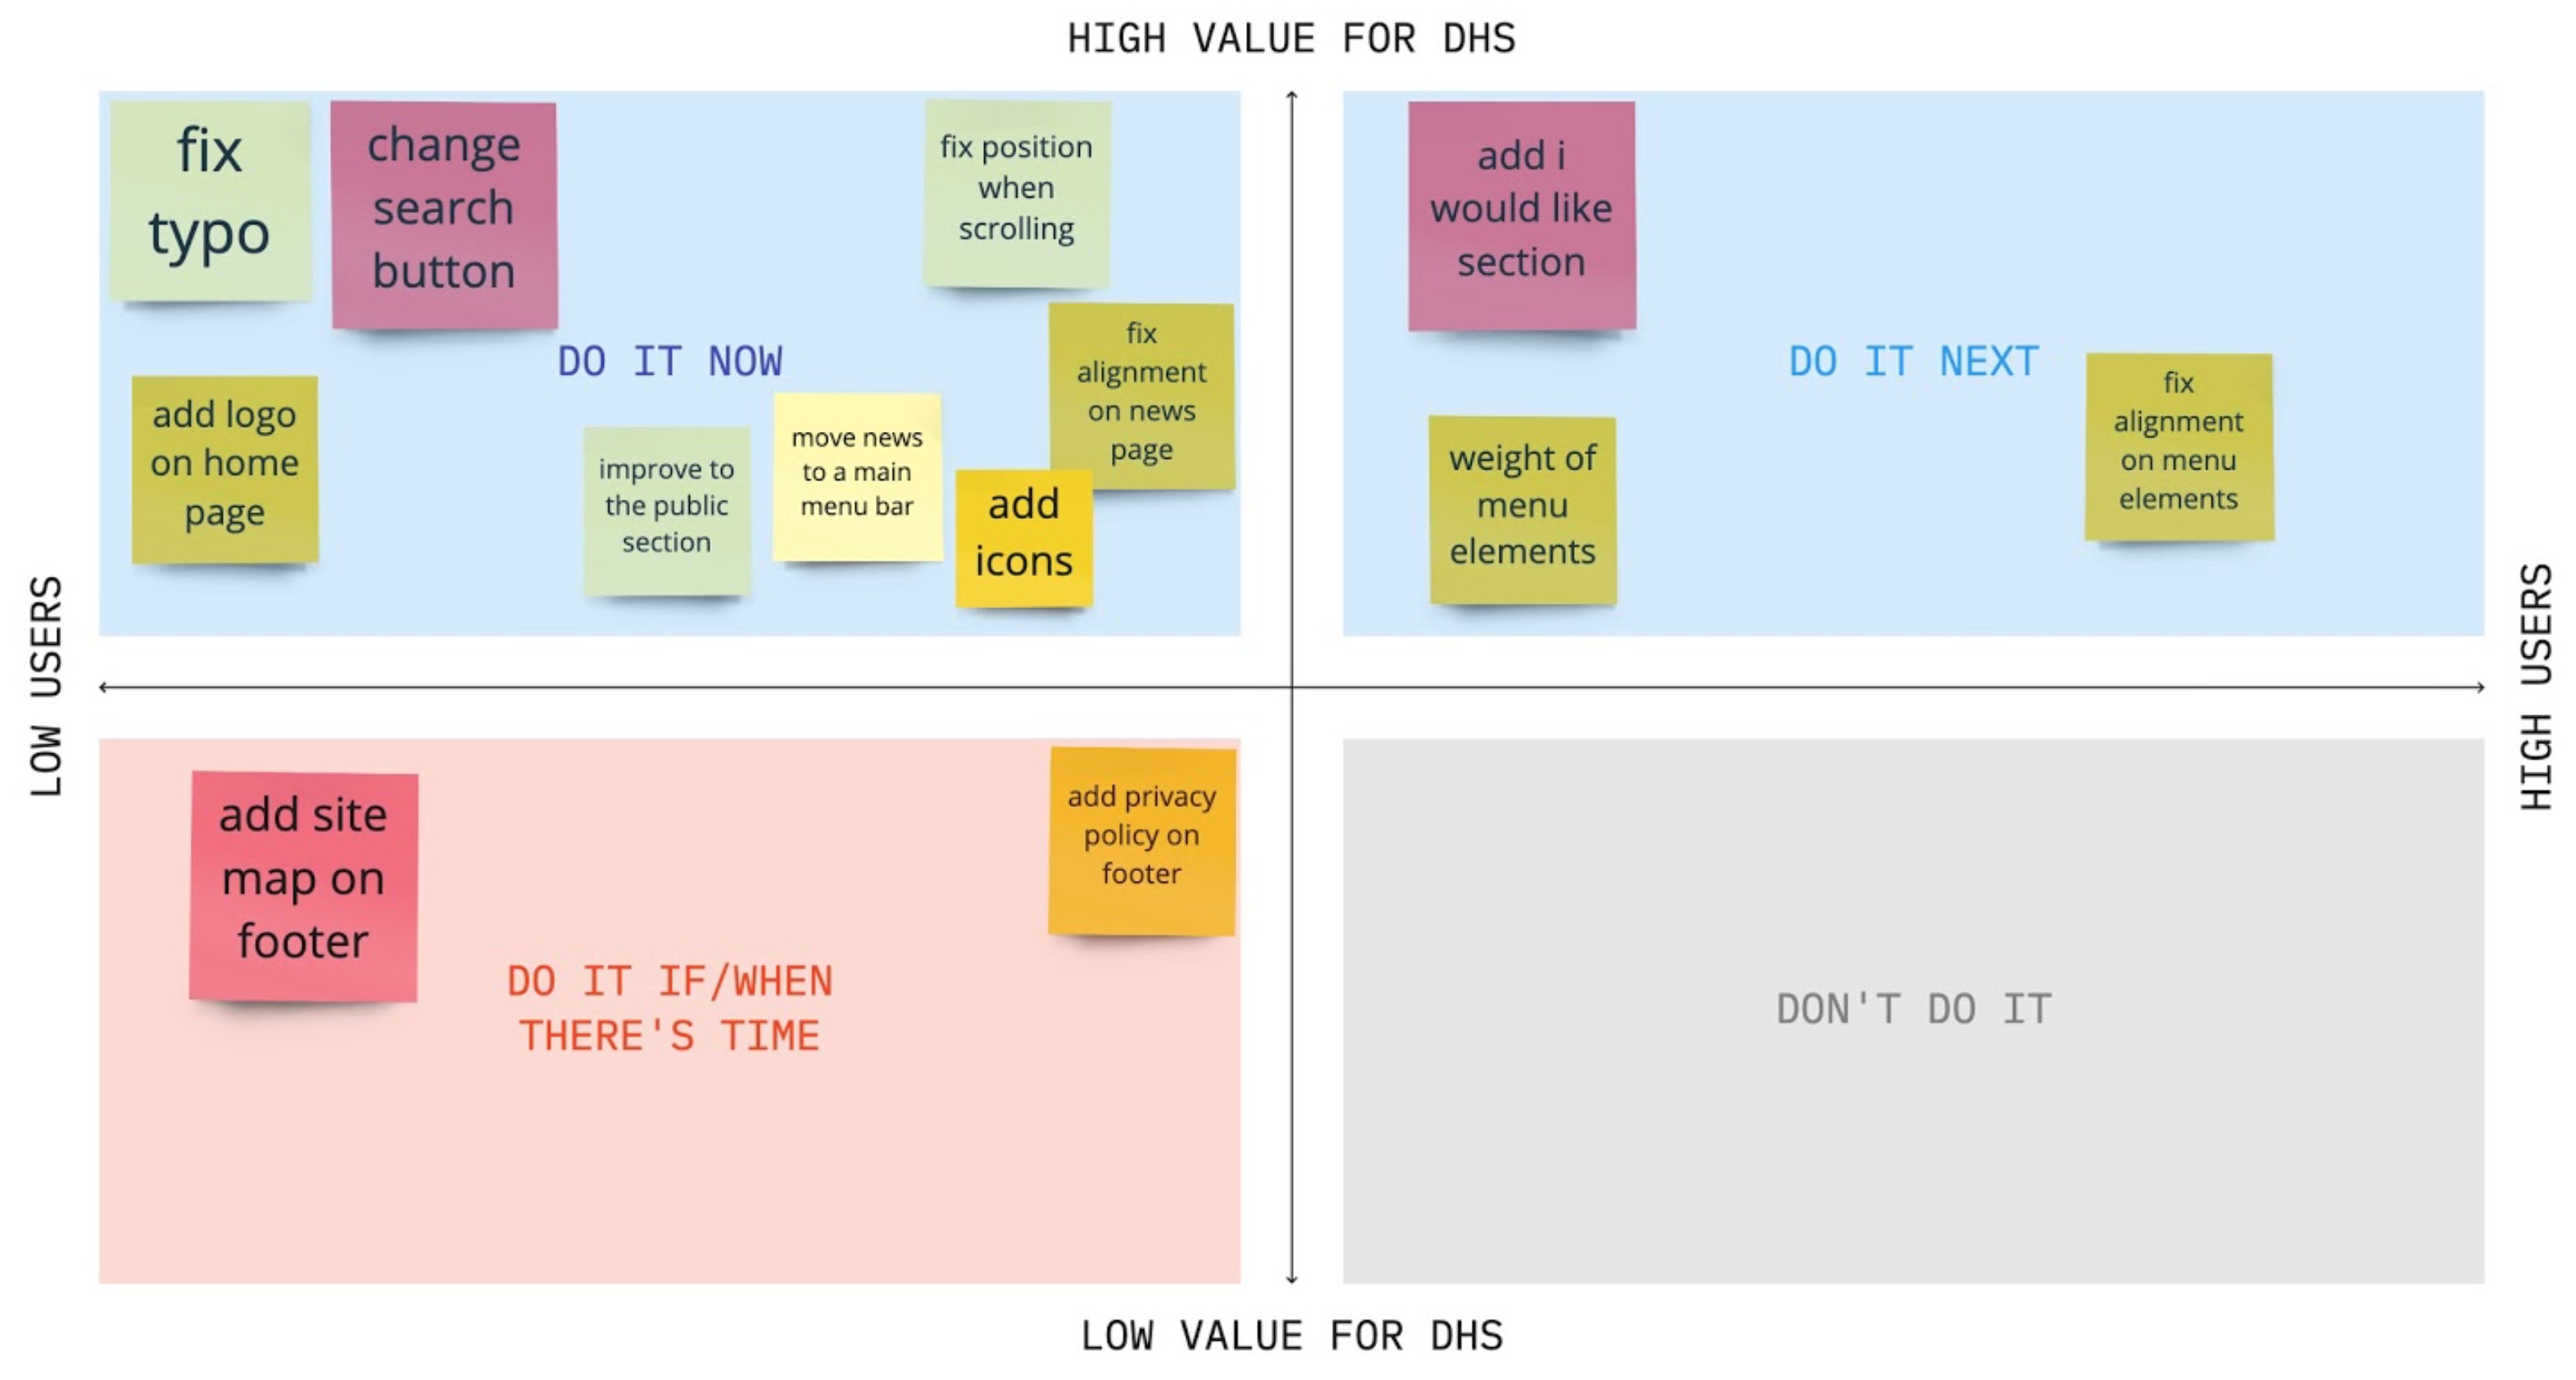 HIGH VALUE FOR DHS
fix
typo
change
search
button
fix position
when
scrolling
DO IT NOW
add logo
on home
page
improve to
the public
section
move news
to a main
menu bar
add
icons
fix
alignment
on news
page
add i
would like
section
DO IT NEXT
weight of
menu
elements
fix
alignment
on menu
elements
LOW USERS
HIGH USERS
add site
map on
footer
add privacy
policy on
footer
DO IT IF/WHEN
THERE'S TIME
DON'T DO IT
LOW VALUE FOR DHS